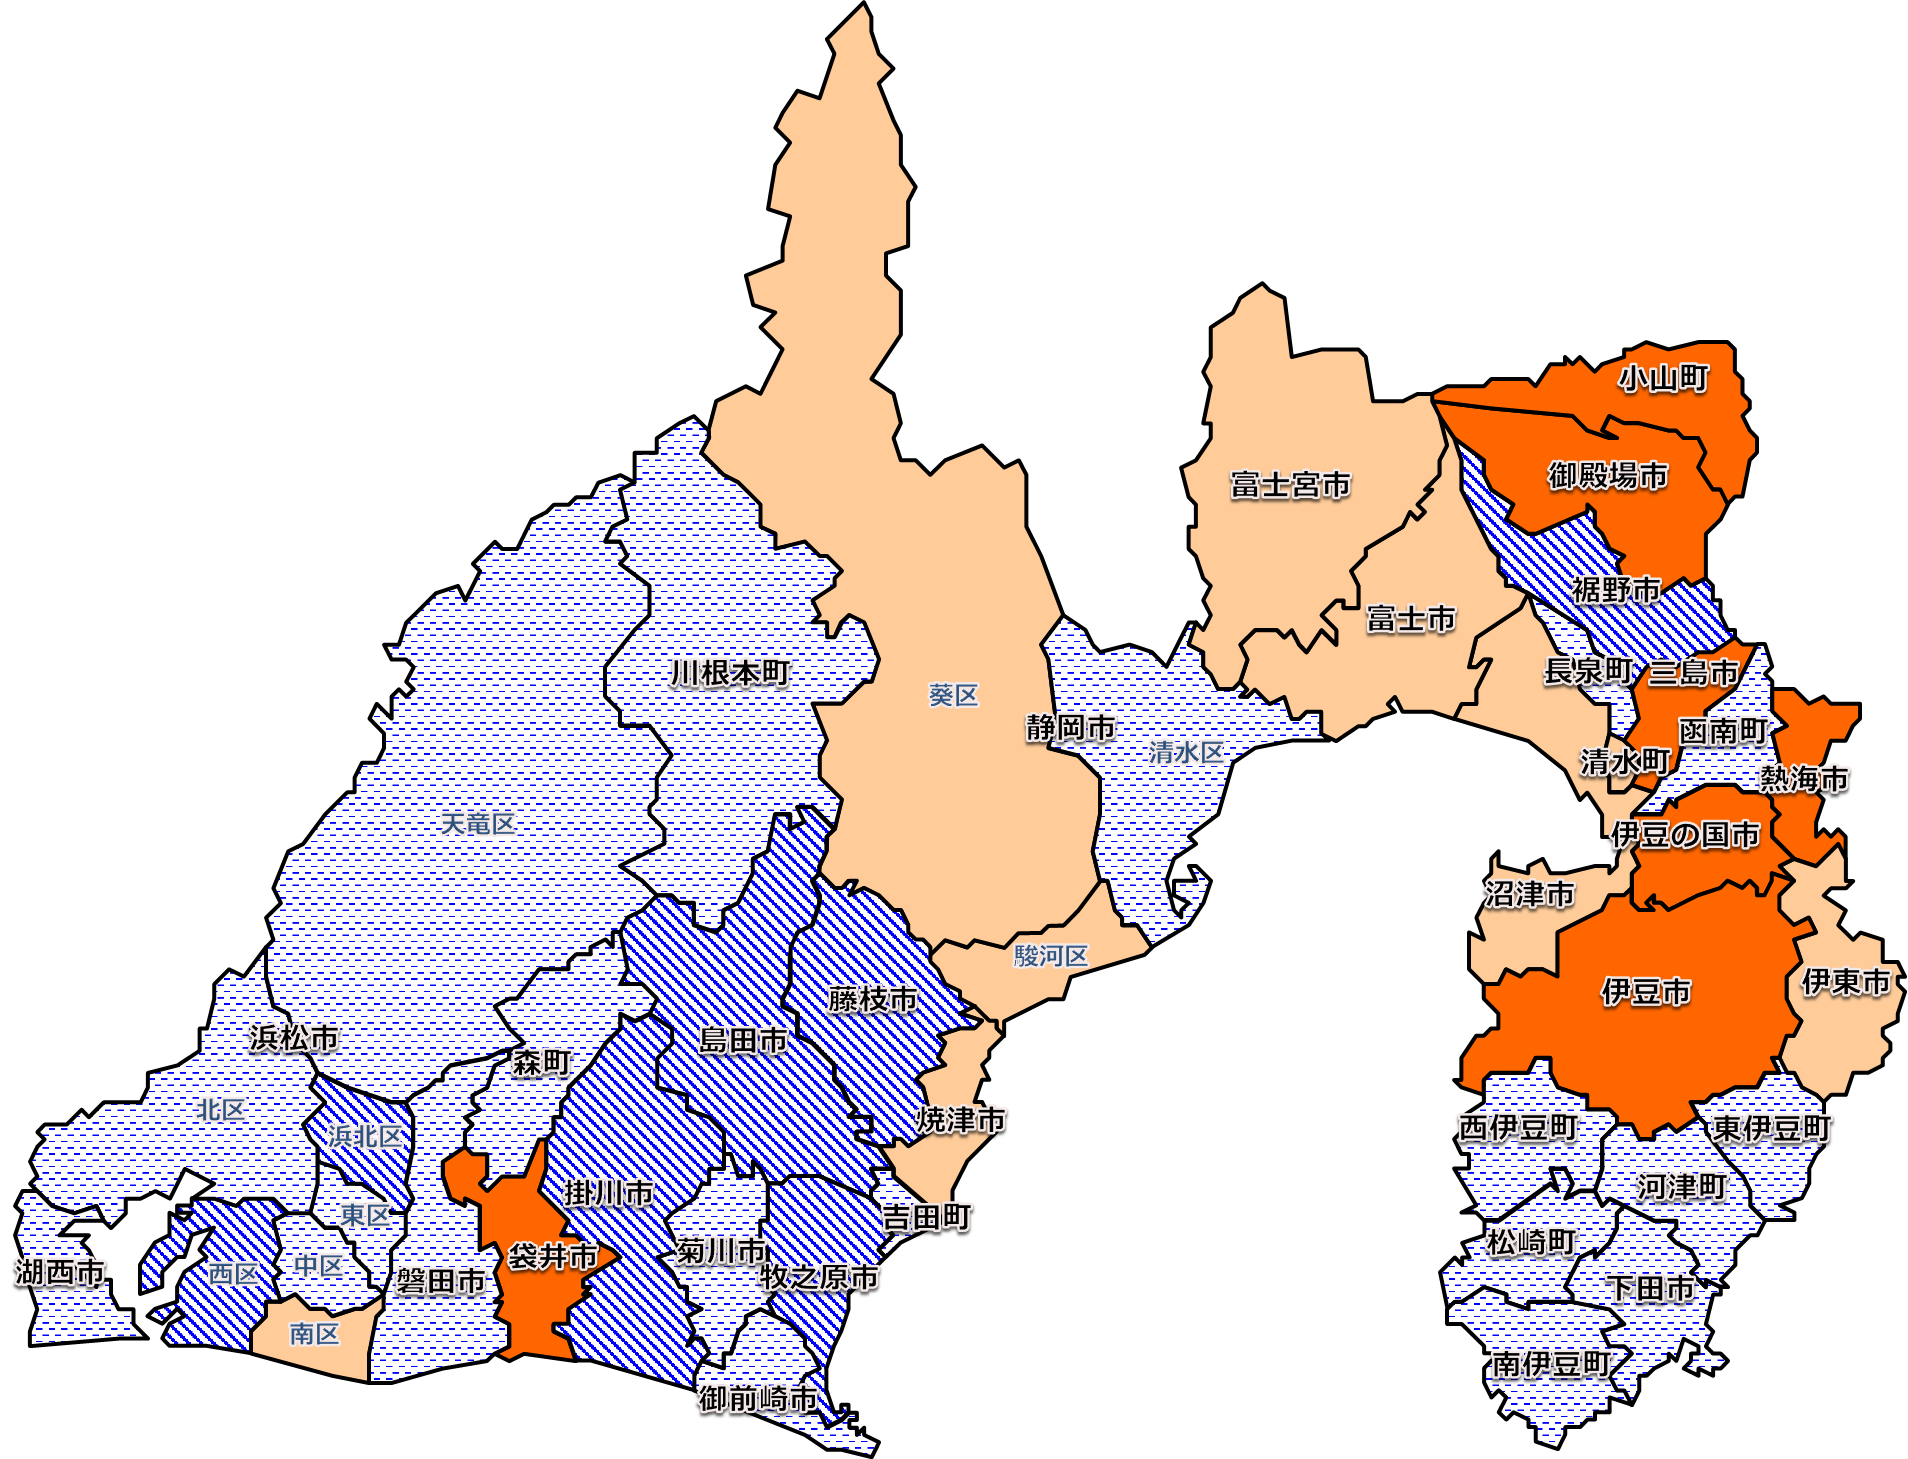 小山町
御殿場市
富士宮市
裾野市
富士市
長泉町
三島市
川根本町
葵区
静岡市
清水区
函南町
清水町
熱海市
天竜区
伊豆の国市
沼津市
駿河区
伊東市
伊豆市
藤枝市
浜松市
島田市
森町
北区
焼津市
西伊豆町
東伊豆町
浜北区
掛川市
河津町
東区
吉田町
菊川市
松崎町
袋井市
中区
西区
湖西市
磐田市
牧之原市
下田市
南区
南伊豆町
御前崎市